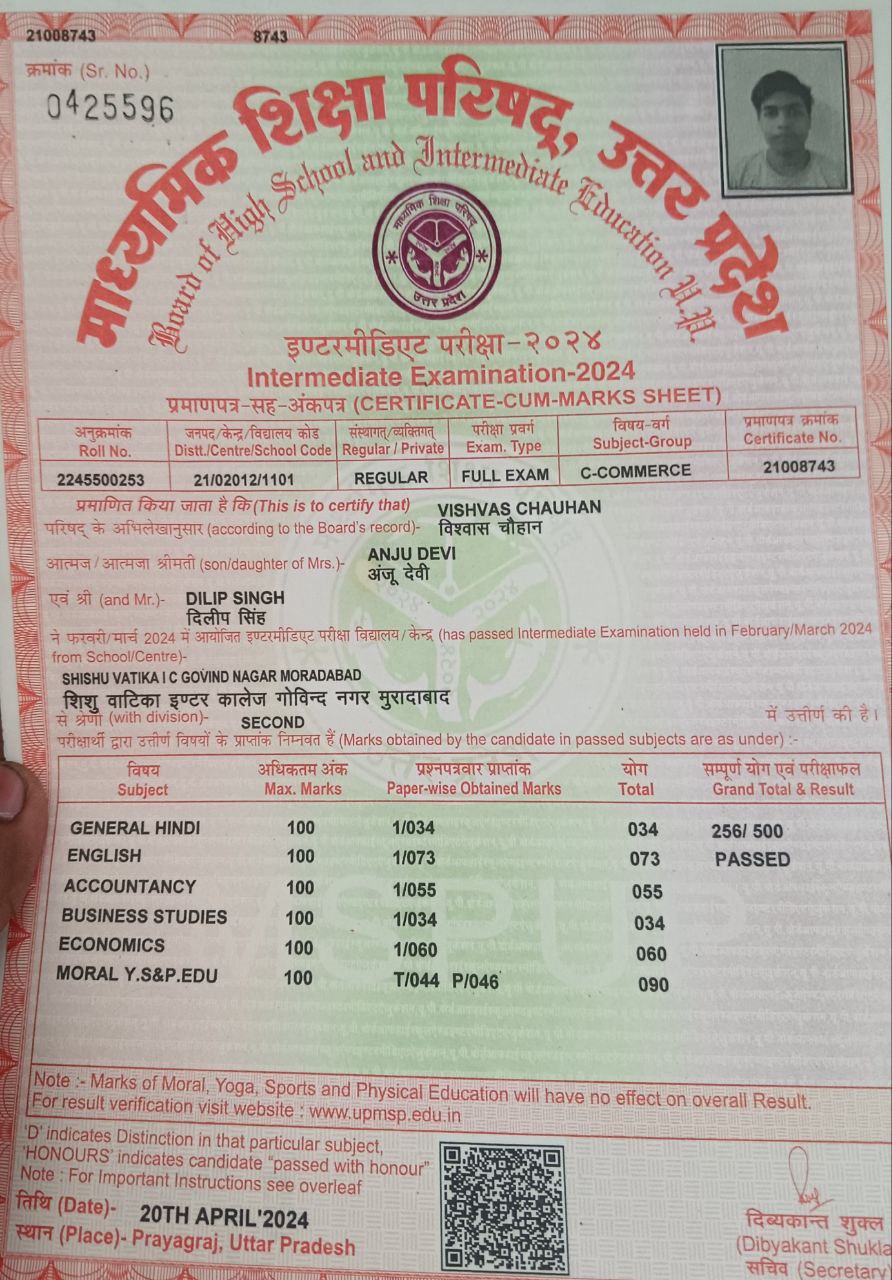 21008743 8743
क्रमांक (Sr. No.)
0425596
माध्यमिक शिक्षा परिषद्, उत्तर प्रदेश
Board of High School and Intermediate Education U.P.
माध्यमिक शिक्षा परिषद्
उत्तर प्रदेश
इण्टरमीडिएट परीक्षा-२०२४
Intermediate Examination-2024
प्रमाणपत्र-सह-अंकपत्र (CERTIFICATE-CUM-MARKS SHEET)
अनुक्रमांक जनपद/केन्द्र/विद्यालय कोड संस्थागत्/व्यक्तिगत् परीक्षा प्रवर्ग विषय-वर्ग प्रमाणपत्र क्रमांक
Roll No. Distt./Centre/School Code Regular / Private Exam. Type Subject-Group Certificate No.
2245500253 21/02012/1101 REGULAR FULL EXAM C-COMMERCE 21008743
प्रमाणित किया जाता है कि (This is to certify that) VISHVAS CHAUHAN
परिषद् के अभिलेखानुसार (according to the Board's record)- विश्वास चौहान
आत्मज/आत्मजा श्रीमती (son/daughter of Mrs.)- ANJU DEVI
अंजू देवी
एवं श्री (and Mr.)- DILIP SINGH
दिलीप सिंह
ने फरवरी/मार्च 2024 में आयोजित इण्टरमीडिएट परीक्षा विद्यालय/केन्द्र (has passed Intermediate Examination held in February/March 2024
from School/Centre)-
SHISHU VATIKA I C GOVIND NAGAR MORADABAD
शिशु वाटिका इण्टर कालेज गोविन्द नगर मुरादाबाद
से श्रेणी (with division)- SECOND में उत्तीर्ण की है।
परीक्षार्थी द्वारा उत्तीर्ण विषयों के प्राप्तांक निम्नवत हैं (Marks obtained by the candidate in passed subjects are as under) :-
विषय अधिकतम अंक प्रश्नपत्रवार प्राप्तांक योग सम्पूर्ण योग एवं परीक्षाफल
Subject Max. Marks Paper-wise Obtained Marks Total Grand Total & Result
GENERAL HINDI 100 1/034 034 256/ 500
ENGLISH 100 1/073 073 PASSED
ACCOUNTANCY 100 1/055 055
BUSINESS STUDIES 100 1/034 034
ECONOMICS 100 1/060 060
MORAL Y.S&P.EDU 100 T/044 P/046 090
Note :- Marks of Moral, Yoga, Sports and Physical Education will have no effect on overall Result.
For result verification visit website : www.upmsp.edu.in
'D' indicates Distinction in that particular subject,
'HONOURS' indicates candidate "passed with honour"
Note : For Important Instructions see overleaf
तिथि (Date)- 20TH APRIL'2024
स्थान (Place)- Prayagraj, Uttar Pradesh
दिब्यकान्त शुक्ल
(Dibyakant Shukla
सचिव (Secretary